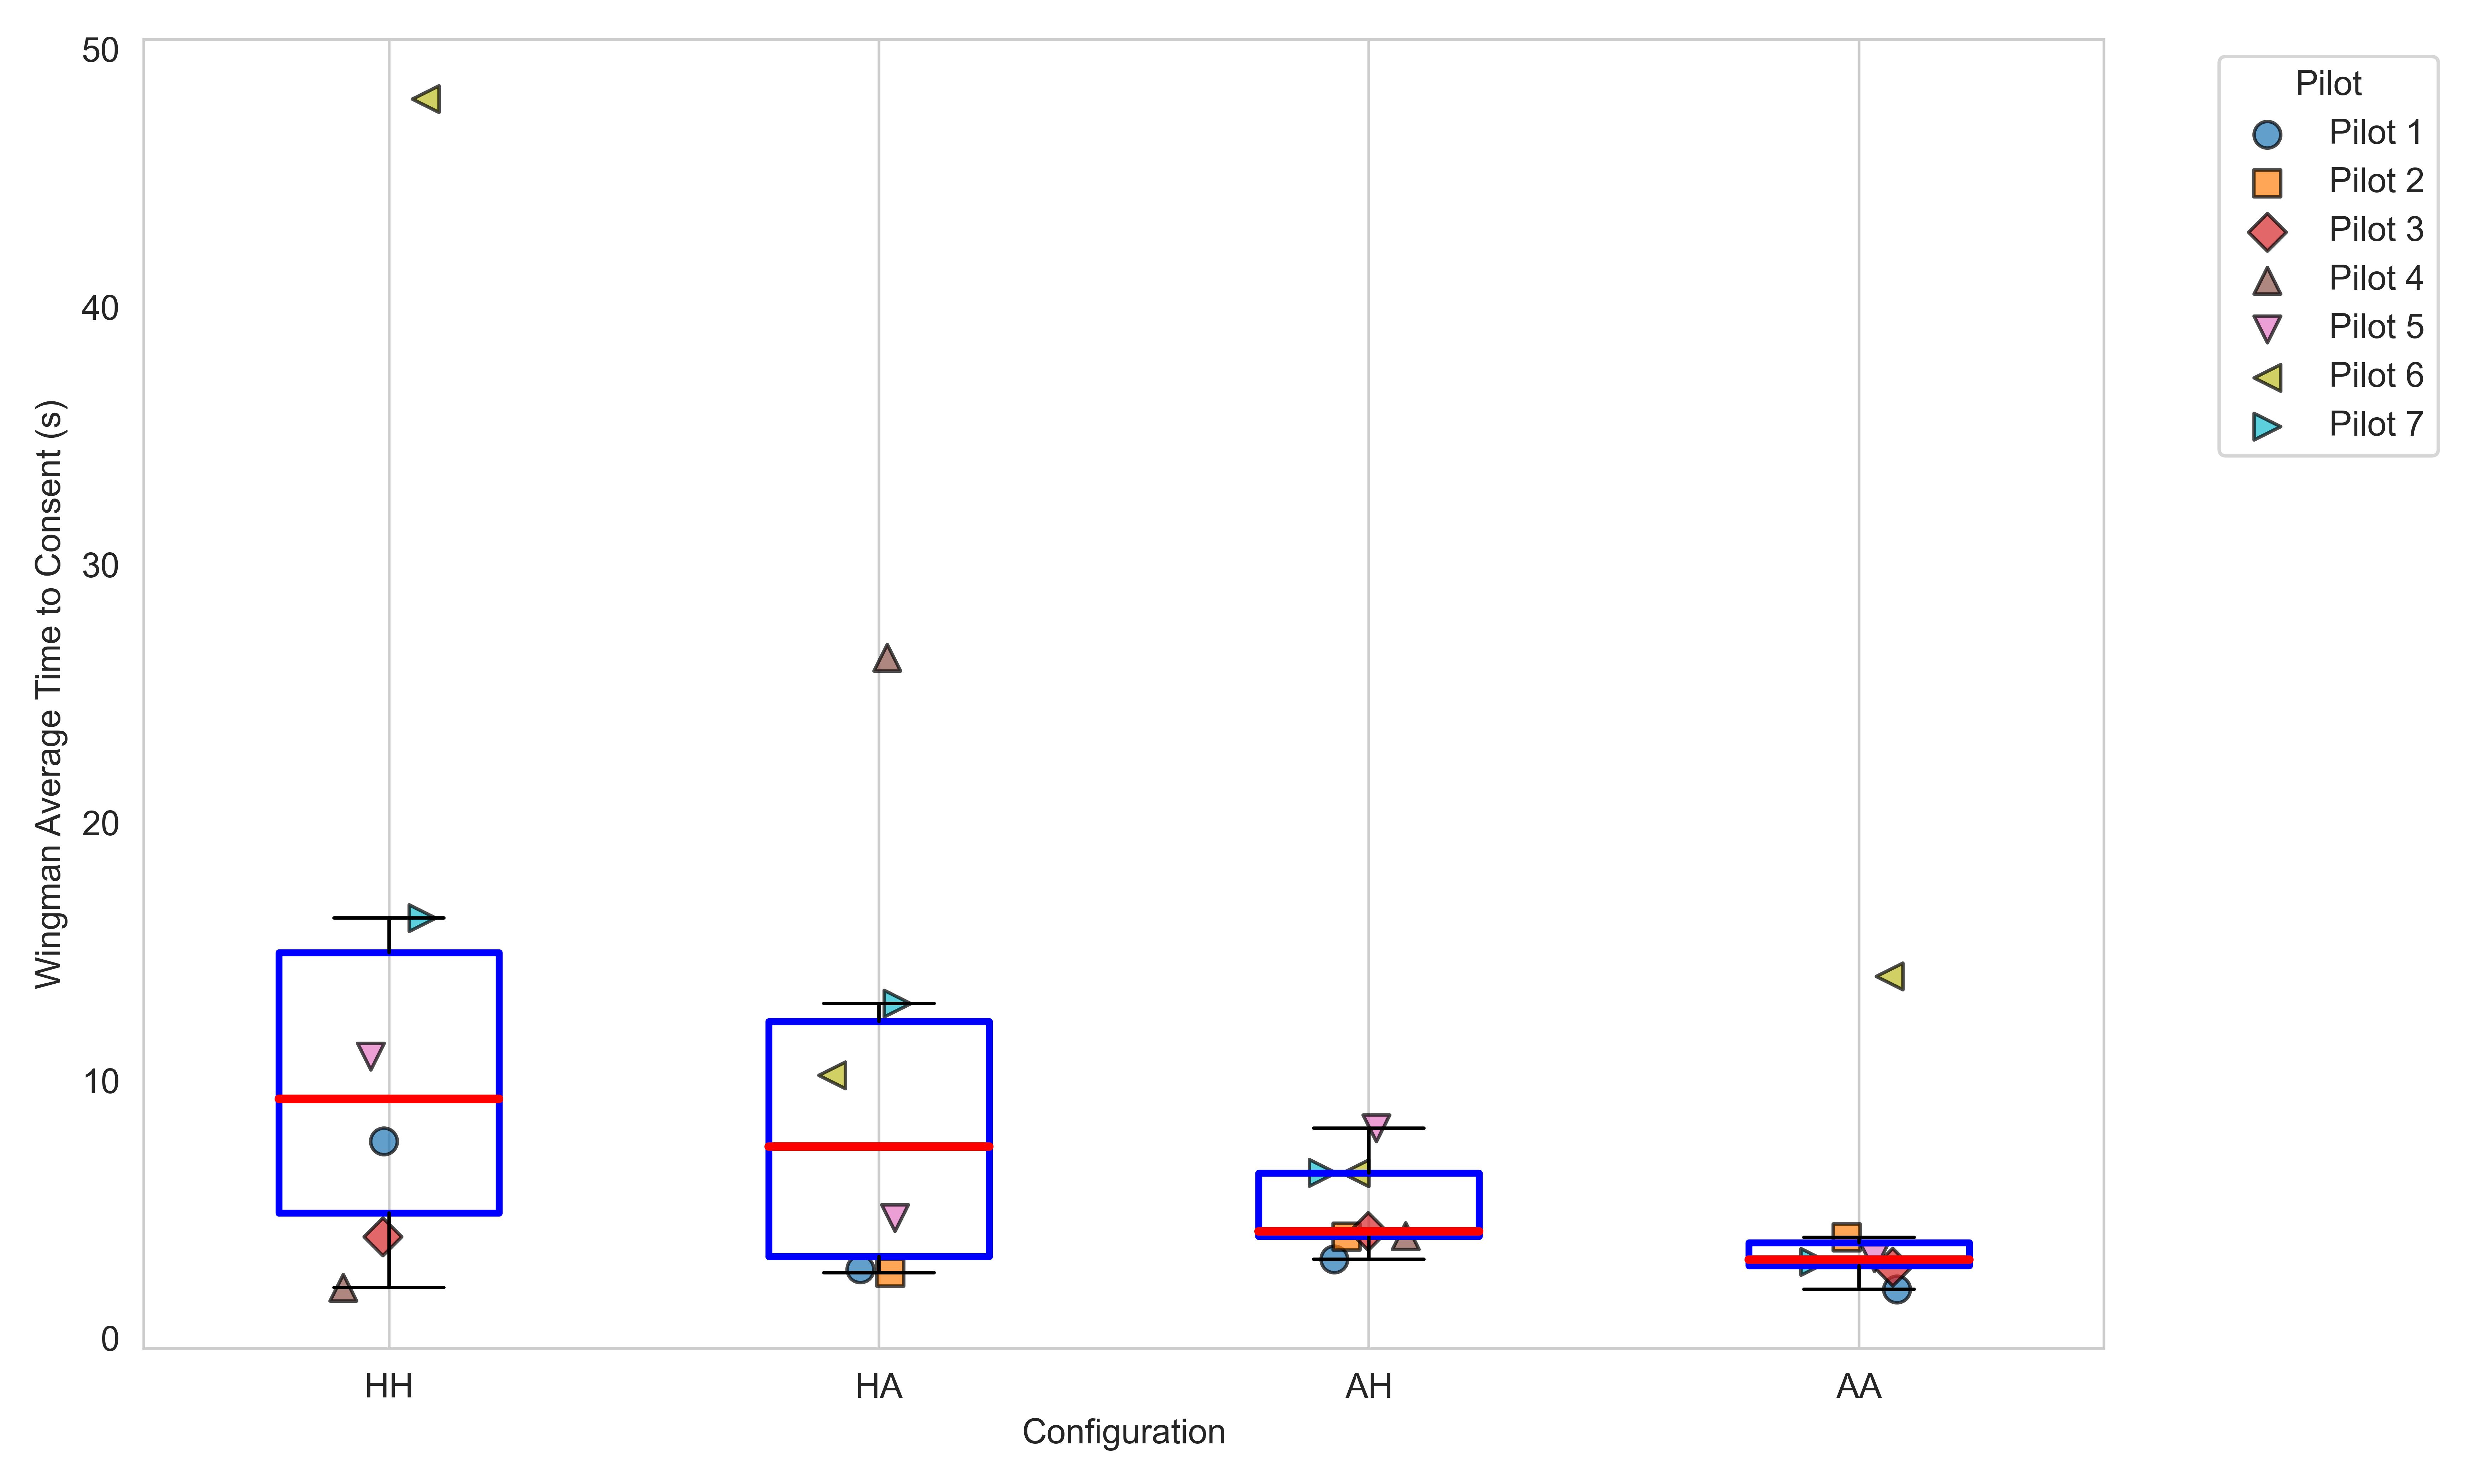 Wingman Average Time to Consent (s)
50
40
30
20
10
0
HH
HA
AH
AA
Configuration
Pilot
Pilot 1
Pilot 2
Pilot 3
Pilot 4
Pilot 5
Pilot 6
Pilot 7